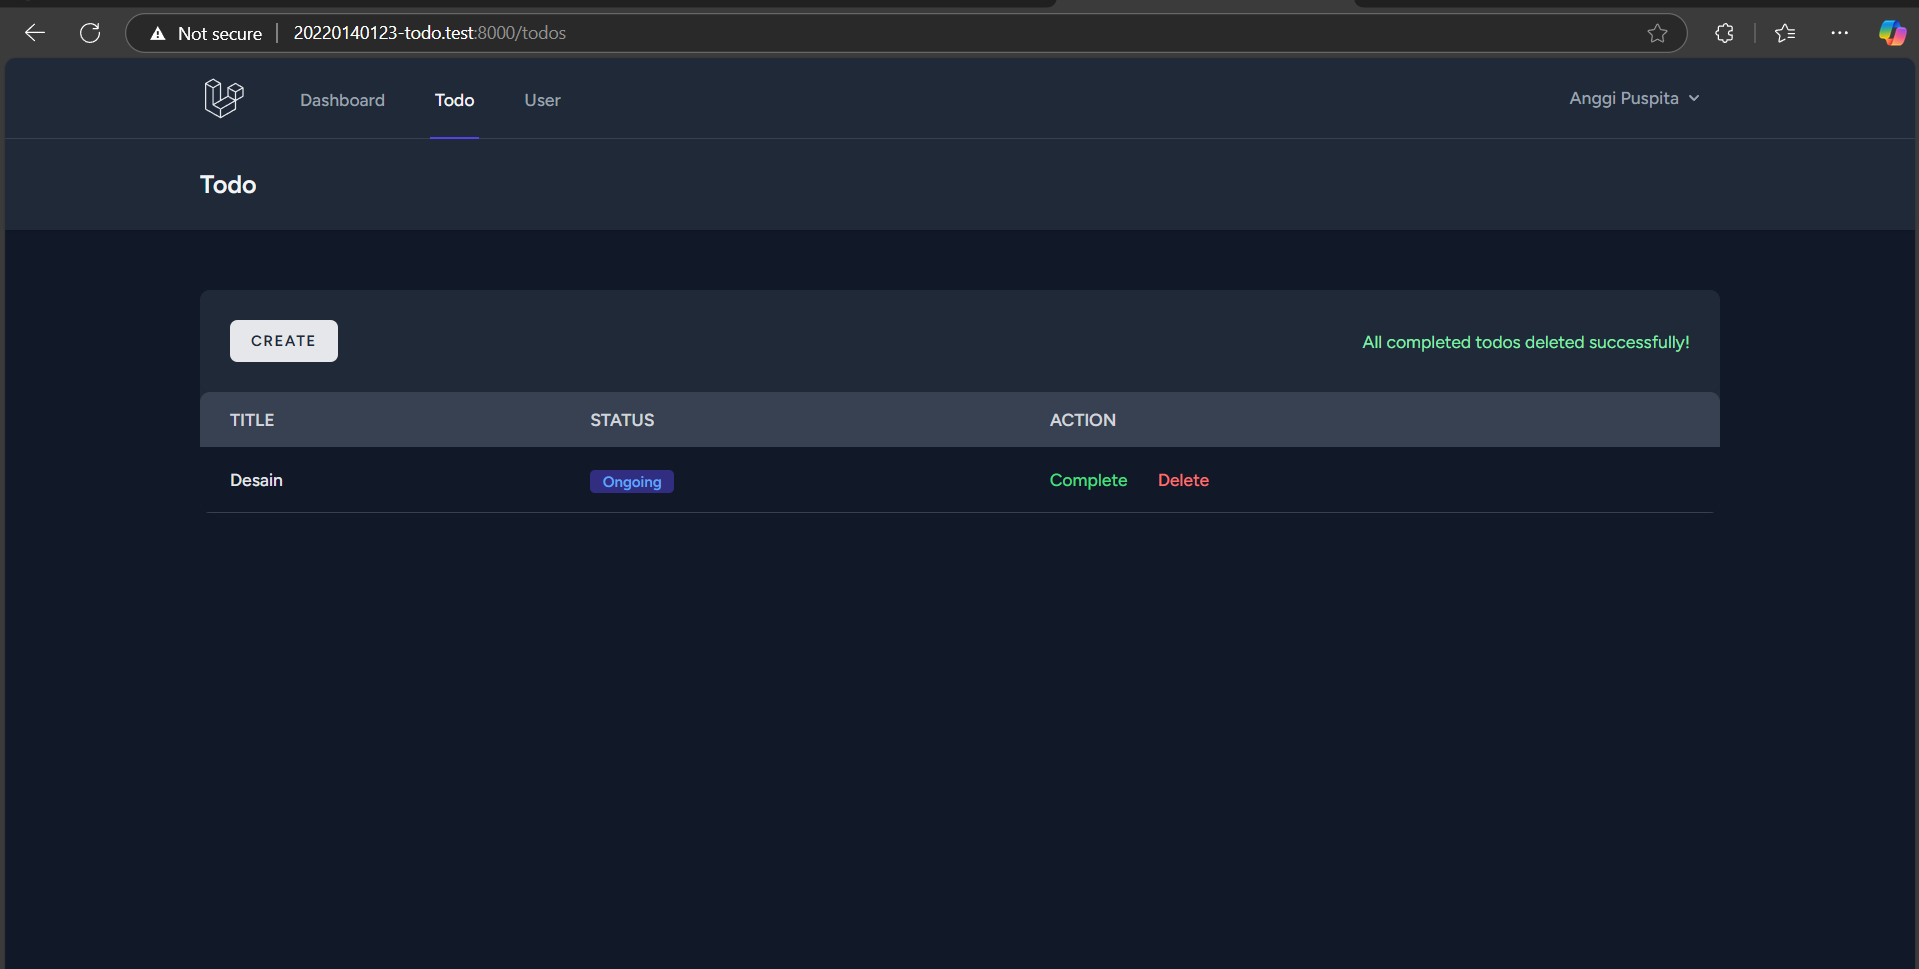 Not secure 20220140123-todo.test:8000/todos
Dashboard Todo User Anggi Puspita
Todo
CREATE All completed todos deleted successfully!
TITLE STATUS ACTION
Desain Ongoing Complete Delete